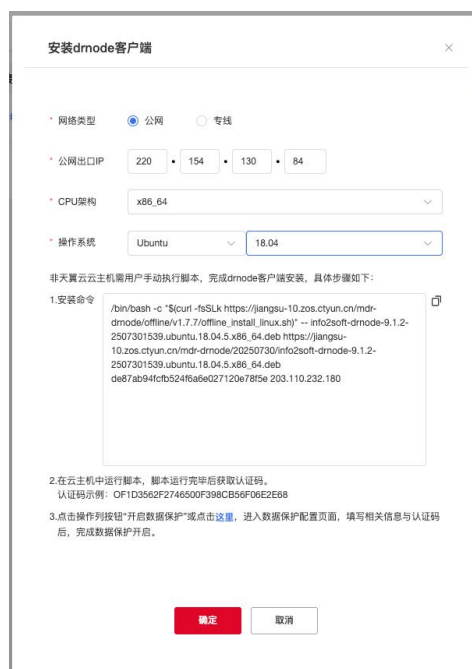 安装drnode客户端
* 网络类型 公网 专线
* 公网出口IP 220 • 154 • 130 • 84
* CPU架构 x86_64
* 操作系统 Ubuntu 18.04
非天翼云云主机需用户手动执行脚本，完成drnode客户端安装，具体步骤如下：
1.安装命令
/bin/bash -c "$(curl -fsSLk https://jiangsu-10.zos.ctyun.cn/mdr-
drnode/offline/v1.7.7/offline_install_linux.sh)" -- info2soft-drnode-9.1.2-
2507301539.ubuntu.18.04.5.x86_64.deb https://jiangsu-
10.zos.ctyun.cn/mdr-drnode/20250730/info2soft-drnode-9.1.2-
2507301539.ubuntu.18.04.5.x86_64.deb
de87ab94fcfb524f6a6e027120e78f5e 203.110.232.180
2.在云主机中运行脚本，脚本运行完毕后获取认证码。
认证码示例：OF1D3562F2746500F398CB56F06E2E68
3.点击操作列按钮"开启数据保护"或点击这里，进入数据保护配置页面，填写相关信息与认证码
后，完成数据保护开启。
确定 取消